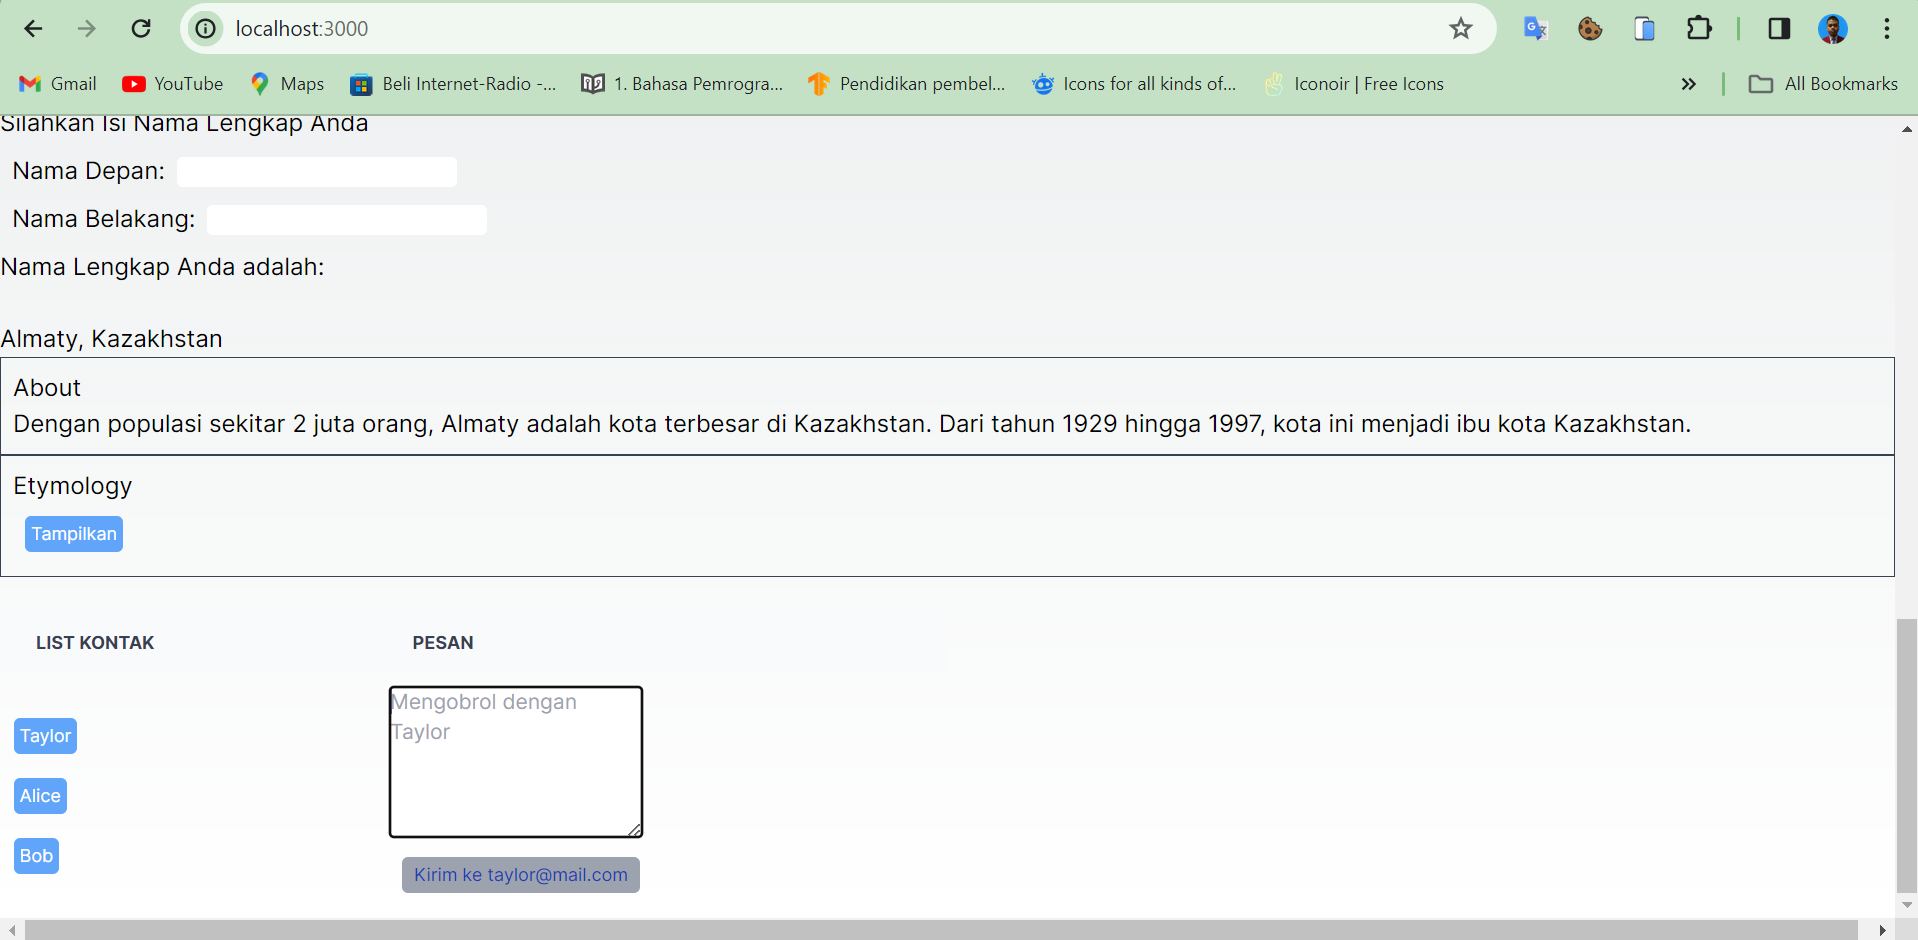 localhost:3000
Gmail YouTube Maps Beli Internet-Radio -... 1. Bahasa Pemrogra... Pendidikan pembel... Icons for all kinds of... Iconoir | Free Icons » All Bookmarks
Silahkan Isi Nama Lengkap Anda
Nama Depan:
Nama Belakang:
Nama Lengkap Anda adalah:
Almaty, Kazakhstan
About
Dengan populasi sekitar 2 juta orang, Almaty adalah kota terbesar di Kazakhstan. Dari tahun 1929 hingga 1997, kota ini menjadi ibu kota Kazakhstan.
Etymology
Tampilkan
LIST KONTAK PESAN
Mengobrol dengan
Taylor
Taylor
Alice
Bob
Kirim ke taylor@mail.com